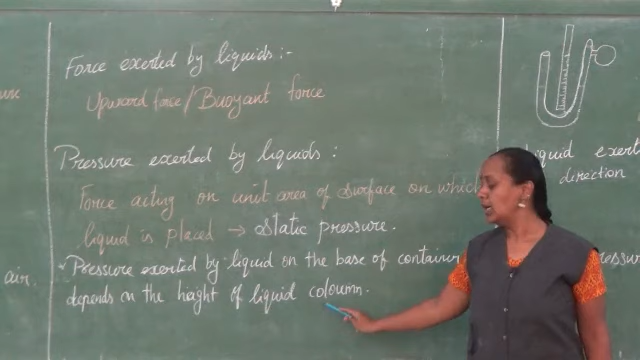 Force exerted by liquids :-
Upward force/Buoyant force
Pressure exerted by liquids :
Force acting on unit area of surface on which
liquid is placed → Static pressure.
Pressure exerted by liquid on the base of container
depends on the height of liquid coloumn.
air.
liquid exert
direction